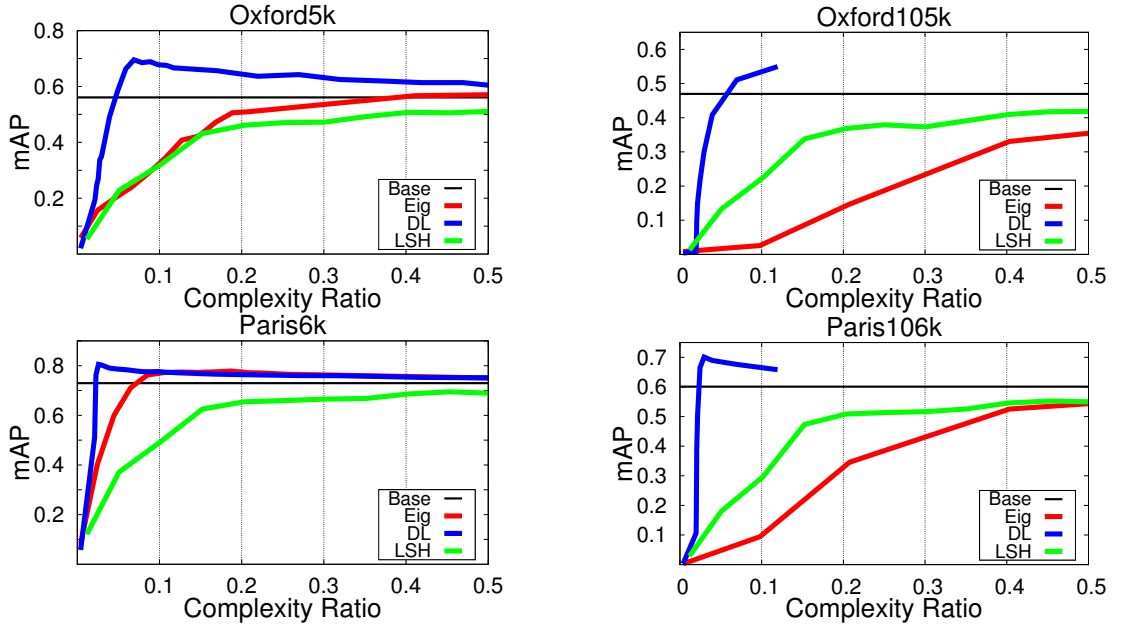 Oxford5k
0.8
0.6
0.4
0.2
mAP
Base
Eig
DL
LSH
0.1 0.2 0.3 0.4 0.5
Complexity Ratio
Oxford105k
0.6
0.5
0.4
0.3
0.2
0.1
mAP
Base
Eig
DL
LSH
0 0.1 0.2 0.3 0.4 0.5
Complexity Ratio
Paris6k
0.8
0.6
0.4
0.2
mAP
Base
Eig
DL
LSH
0.1 0.2 0.3 0.4 0.5
Complexity Ratio
Paris106k
0.7
0.6
0.5
0.4
0.3
0.2
0.1
mAP
Base
Eig
DL
LSH
0 0.1 0.2 0.3 0.4 0.5
Complexity Ratio